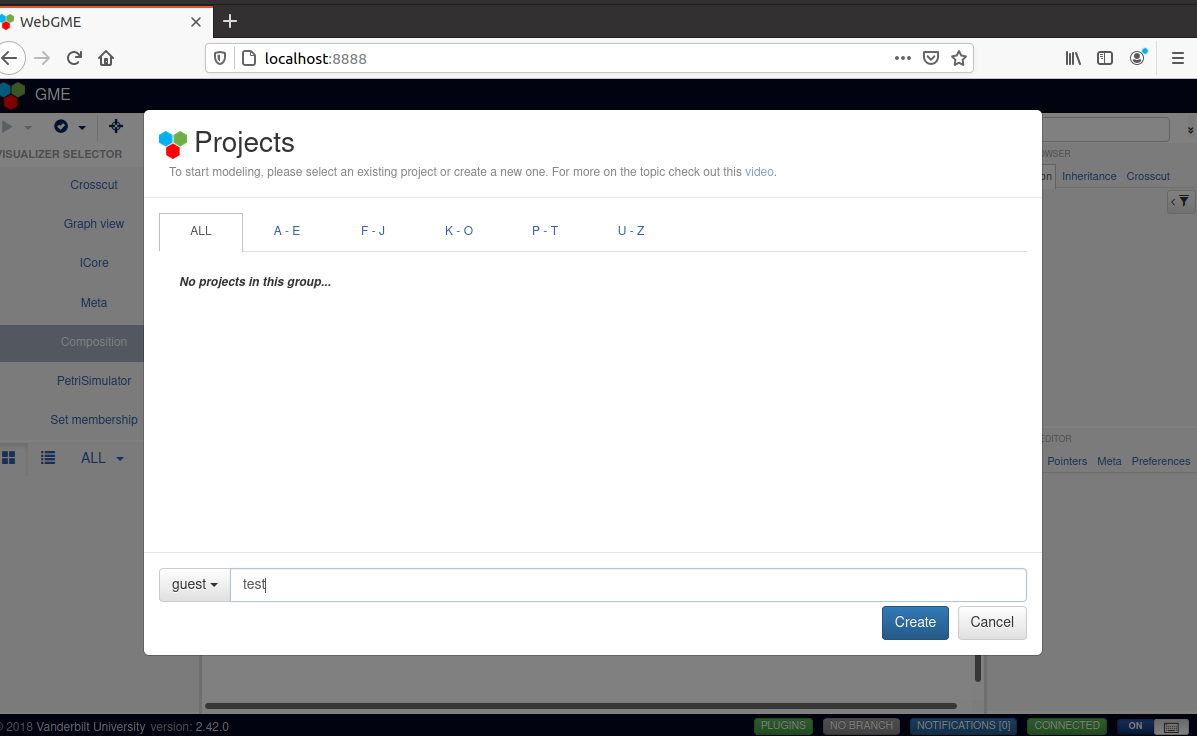 WebGME
localhost:8888
GME
Projects
To start modeling, please select an existing project or create a new one. For more on the topic check out this video.
VISUALIZER SELECTOR
Crosscut
Graph view
ICore
Meta
Composition
PetriSimulator
Set membership
ALL
ALL
A - E
F - J
K - O
P - T
U - Z
No projects in this group...
Inheritance
Crosscut
EDITOR
Pointers
Meta
Preferences
guest
test
Create
Cancel
© 2018 Vanderbilt University version: 2.42.0
PLUGINS
NO BRANCH
NOTIFICATIONS [0]
CONNECTED
ON